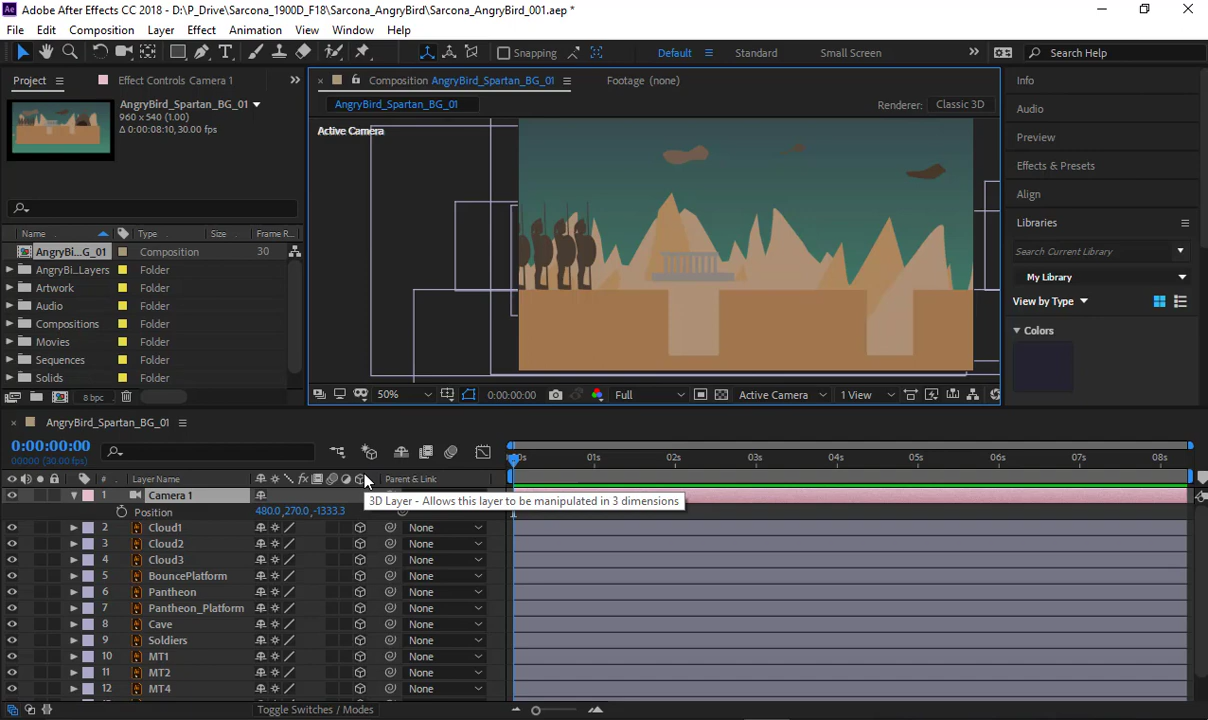 Ae Adobe After Effects CC 2018 - D:\P_Drive\Sarcona_1900D_F18\Sarcona_AngryBird\Sarcona_AngryBird_001.aep *
File Edit Composition Layer Effect Animation View Window Help
T Snapping Default Standard Small Screen Search Help
Project Effect Controls Camera 1 Composition AngryBird_Spartan_BG_01 Footage (none) Info
AngryBird_Spartan_BG_01
960 x 540 (1.00)
Δ 0:00:08:10, 30.00 fps
AngryBird_Spartan_BG_01 Renderer: Classic 3D
Active Camera
Audio
Preview
Effects & Presets
Align
Libraries
Search Current Library
My Library
View by Type
Colors
Name Type Size Frame R...
AngryBi...G_01 Composition 30
AngryBi...Layers Folder
Artwork Folder
Audio Folder
Compositions Folder
Movies Folder
Sequences Folder
Solids Folder
8 bpc
50% 0:00:00:00 Full Active Camera 1 View
AngryBird_Spartan_BG_01
0:00:00:00
00000 (30.00 fps)
00s 01s 02s 03s 04s 05s 06s 07s 08s
# Layer Name fx Parent & Link
1 Camera 1
3D Layer - Allows this layer to be manipulated in 3 dimensions
Position 480.0,270.0,-1333.3
2 Cloud1 None
3 Cloud2 None
4 Cloud3 None
5 BouncePlatform None
6 Pantheon None
7 Pantheon_Platform None
8 Cave None
9 Soldiers None
10 MT1 None
11 MT2 None
12 MT4 None
Toggle Switches / Modes